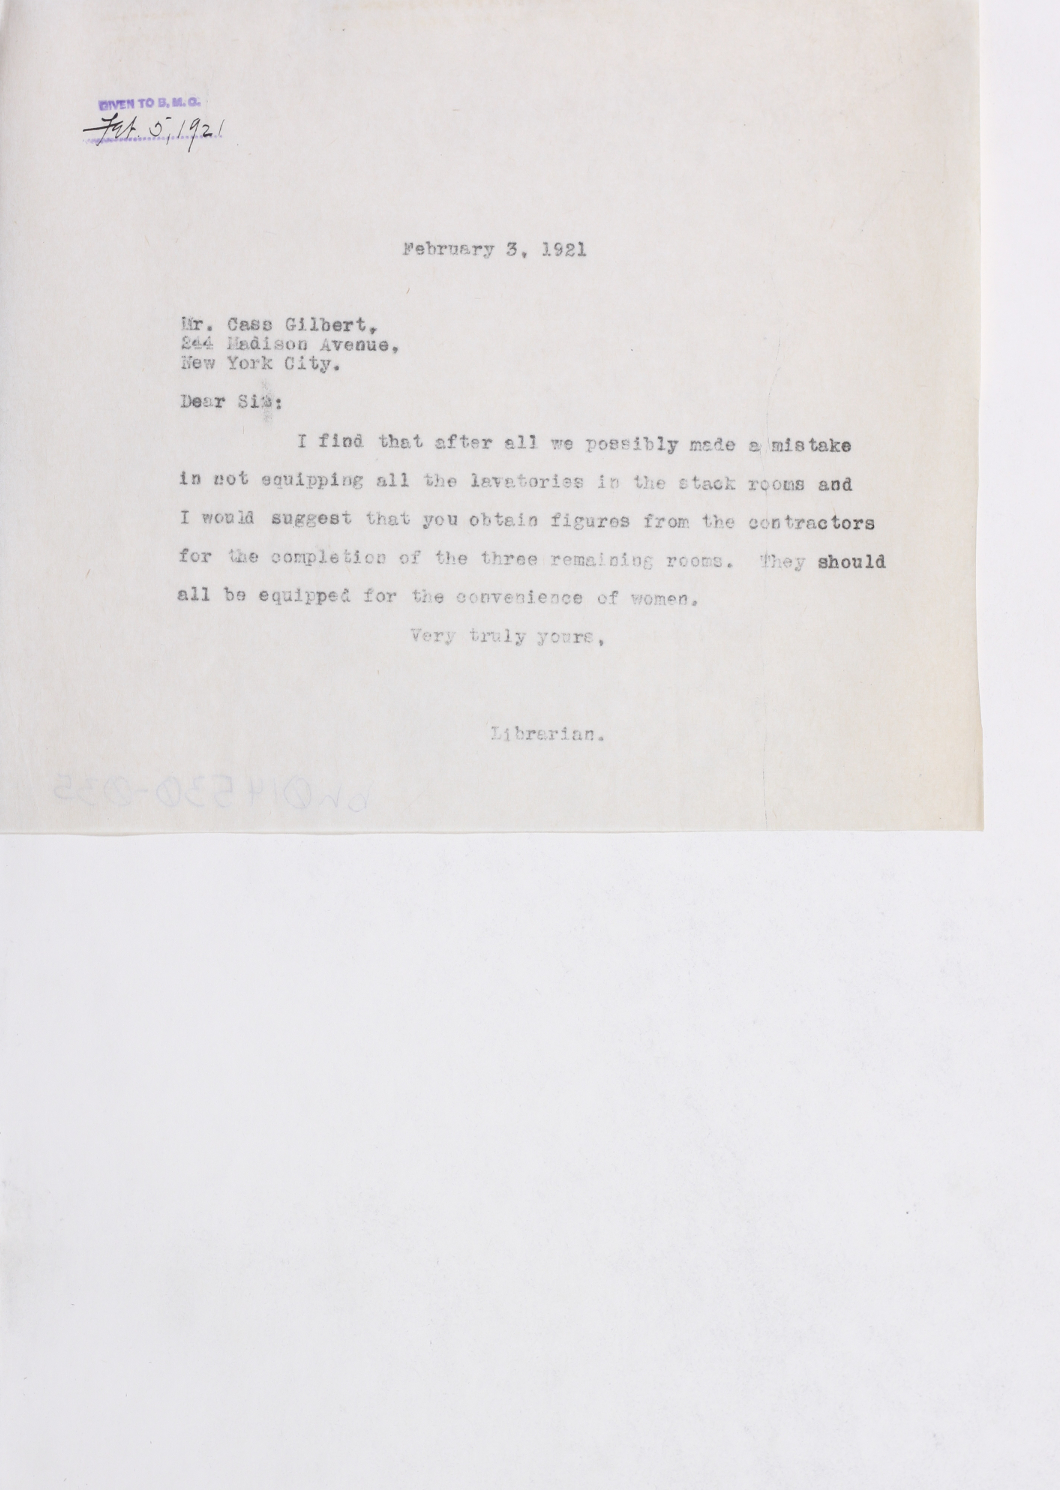 GIVEN TO B. M. G.
Feb. 5, 1921
February 3, 1921
Mr. Cass Gilbert,
244 Madison Avenue,
New York City.
Dear Sir:
I find that after all we possibly made a mistake
in not equipping all the lavatories in the stack rooms and
I would suggest that you obtain figures from the contractors
for the completion of the three remaining rooms. They should
all be equipped for the convenience of women.
Very truly yours,
Librarian.